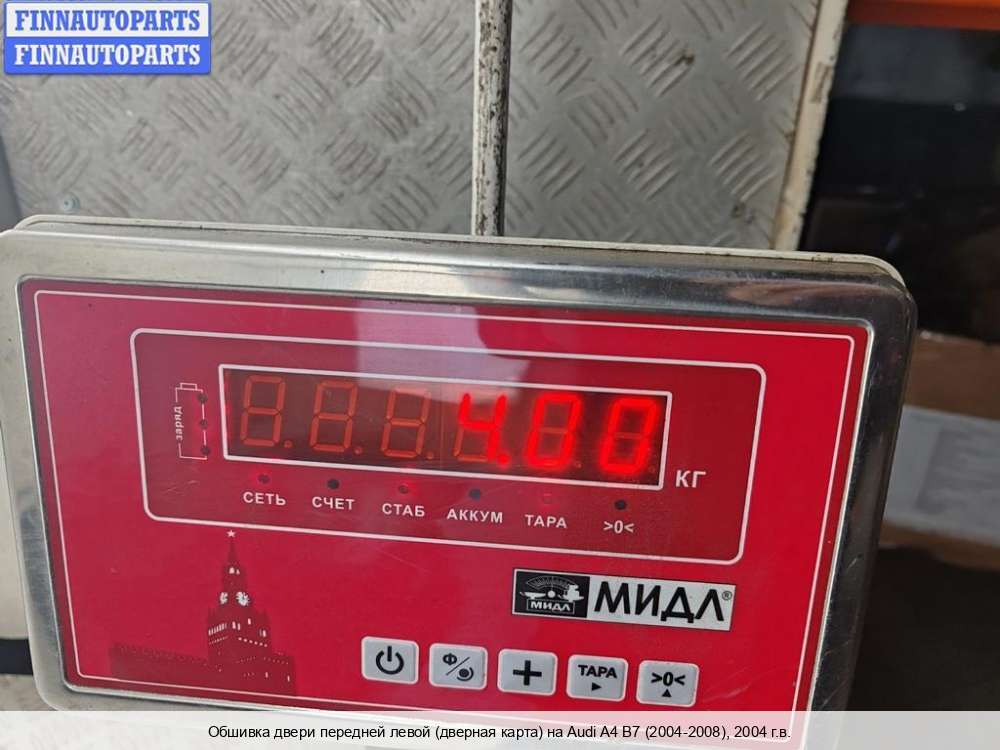 FINNAUTOPARTS
FINNAUTOPARTS
заряд
4.00
КГ
СЕТЬ СЧЕТ СТАБ АККУМ ТАРА >0<
МИДЛ МИДЛ®
Ф + ТАРА >0<
Обшивка двери передней левой (дверная карта) на Audi A4 B7 (2004-2008), 2004 г.в.